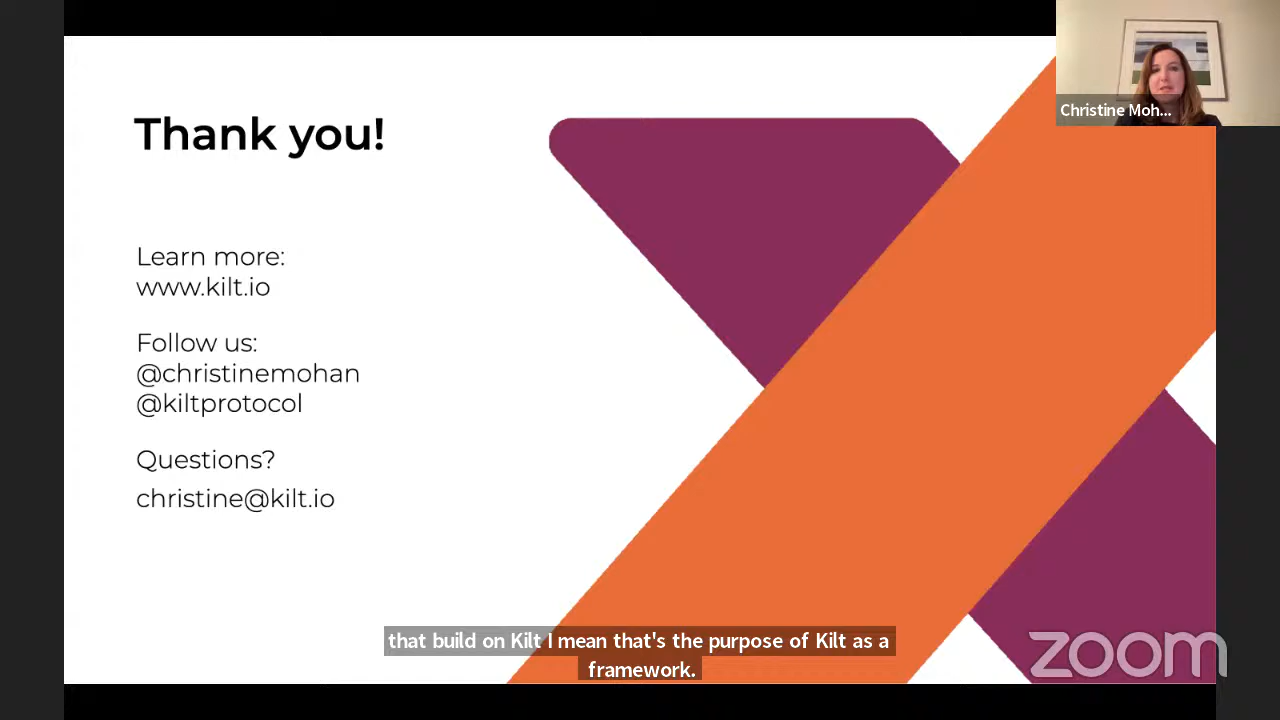 Christine Moh...
Thank you!
Learn more:
www.kilt.io
Follow us:
@christinemohan
@kiltprotocol
Questions?
christine@kilt.io
that build on Kilt I mean that's the purpose of Kilt as a
framework.
zoom